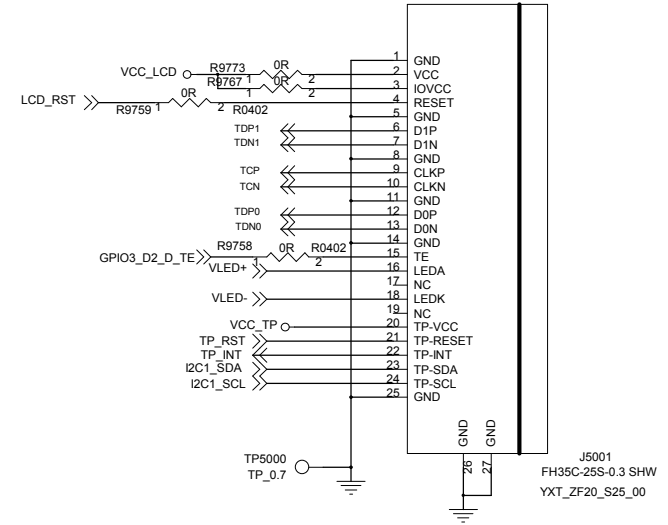 1 GND
VCC_LCD R9773 1 0R 2 2 VCC
R9767 1 0R 2 3 IOVCC
LCD_RST R9759 1 0R 2 R0402 4 RESET
5 GND
TDP1 6 D1P
TDN1 7 D1N
8 GND
TCP 9 CLKP
TCN 10 CLKN
11 GND
TDP0 12 D0P
TDN0 13 D0N
14 GND
GPIO3_D2_D_TE R9758 1 0R 2 R0402 15 TE
VLED+ 16 LEDA
17 NC
VLED- 18 LEDK
19 NC
VCC_TP 20 TP-VCC
TP_RST 21 TP-RESET
TP_INT 22 TP-INT
I2C1_SDA 23 TP-SDA
I2C1_SCL 24 TP-SCL
25 GND
GND GND
26 27
TP5000
TP_0.7
J5001
FH35C-25S-0.3 SHW
YXT_ZF20_S25_00